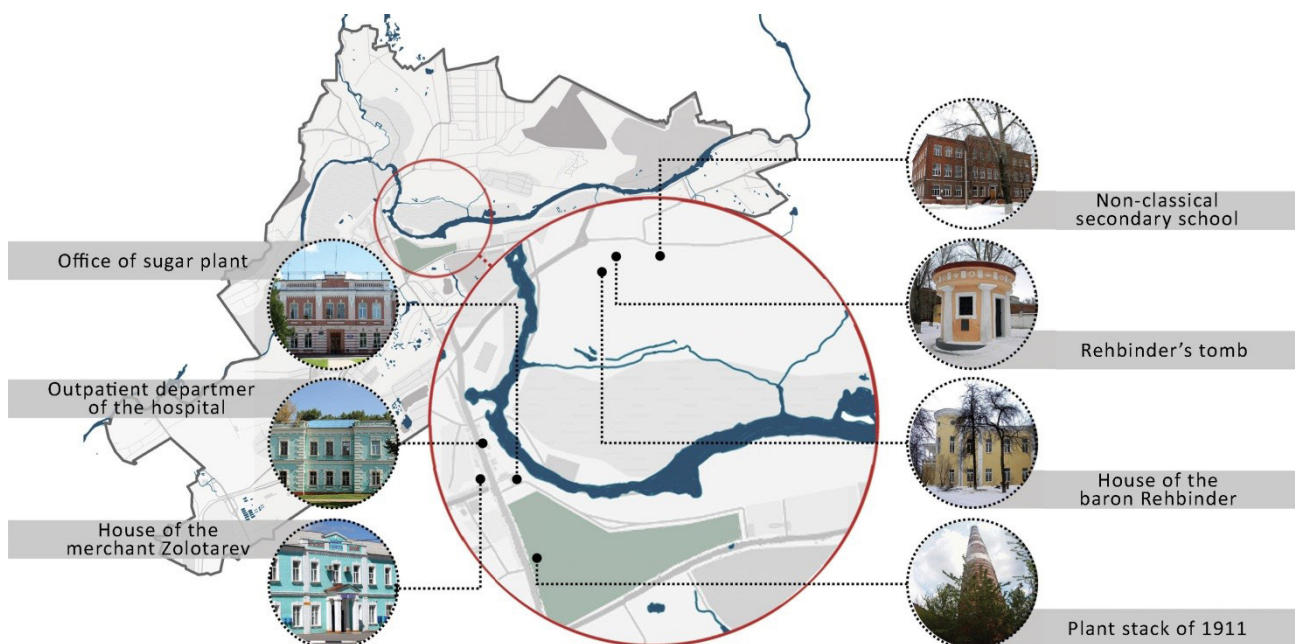 Office of sugar plant
Outpatient departmer
of the hospital
House of the
merchant Zolotarev
Non-classical
secondary school
Rehbinder's tomb
House of the
baron Rehbinder
Plant stack of 1911